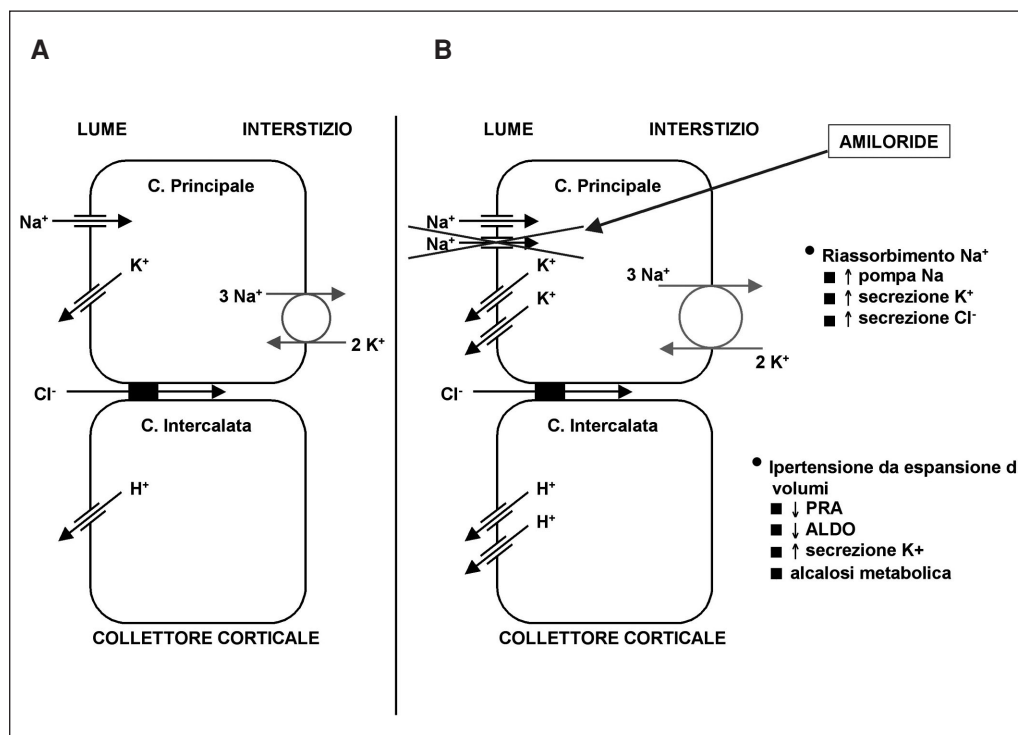 A
LUME INTERSTIZIO
C. Principale
Na⁺
K⁺
3 Na⁺
2 K⁺
Cl⁻
C. Intercalata
H⁺
COLLETTORE CORTICALE
B
LUME INTERSTIZIO
AMILORIDE
C. Principale
Na⁺
Na⁺
K⁺
K⁺
3 Na⁺
2 K⁺
Cl⁻
C. Intercalata
H⁺
H⁺
COLLETTORE CORTICALE
● Riassorbimento Na⁺
■ ↑ pompa Na
■ ↑ secrezione K⁺
■ ↑ secrezione Cl⁻
● Ipertensione da espansione d
volumi
■ ↓ PRA
■ ↓ ALDO
■ ↑ secrezione K+
■ alcalosi metabolica